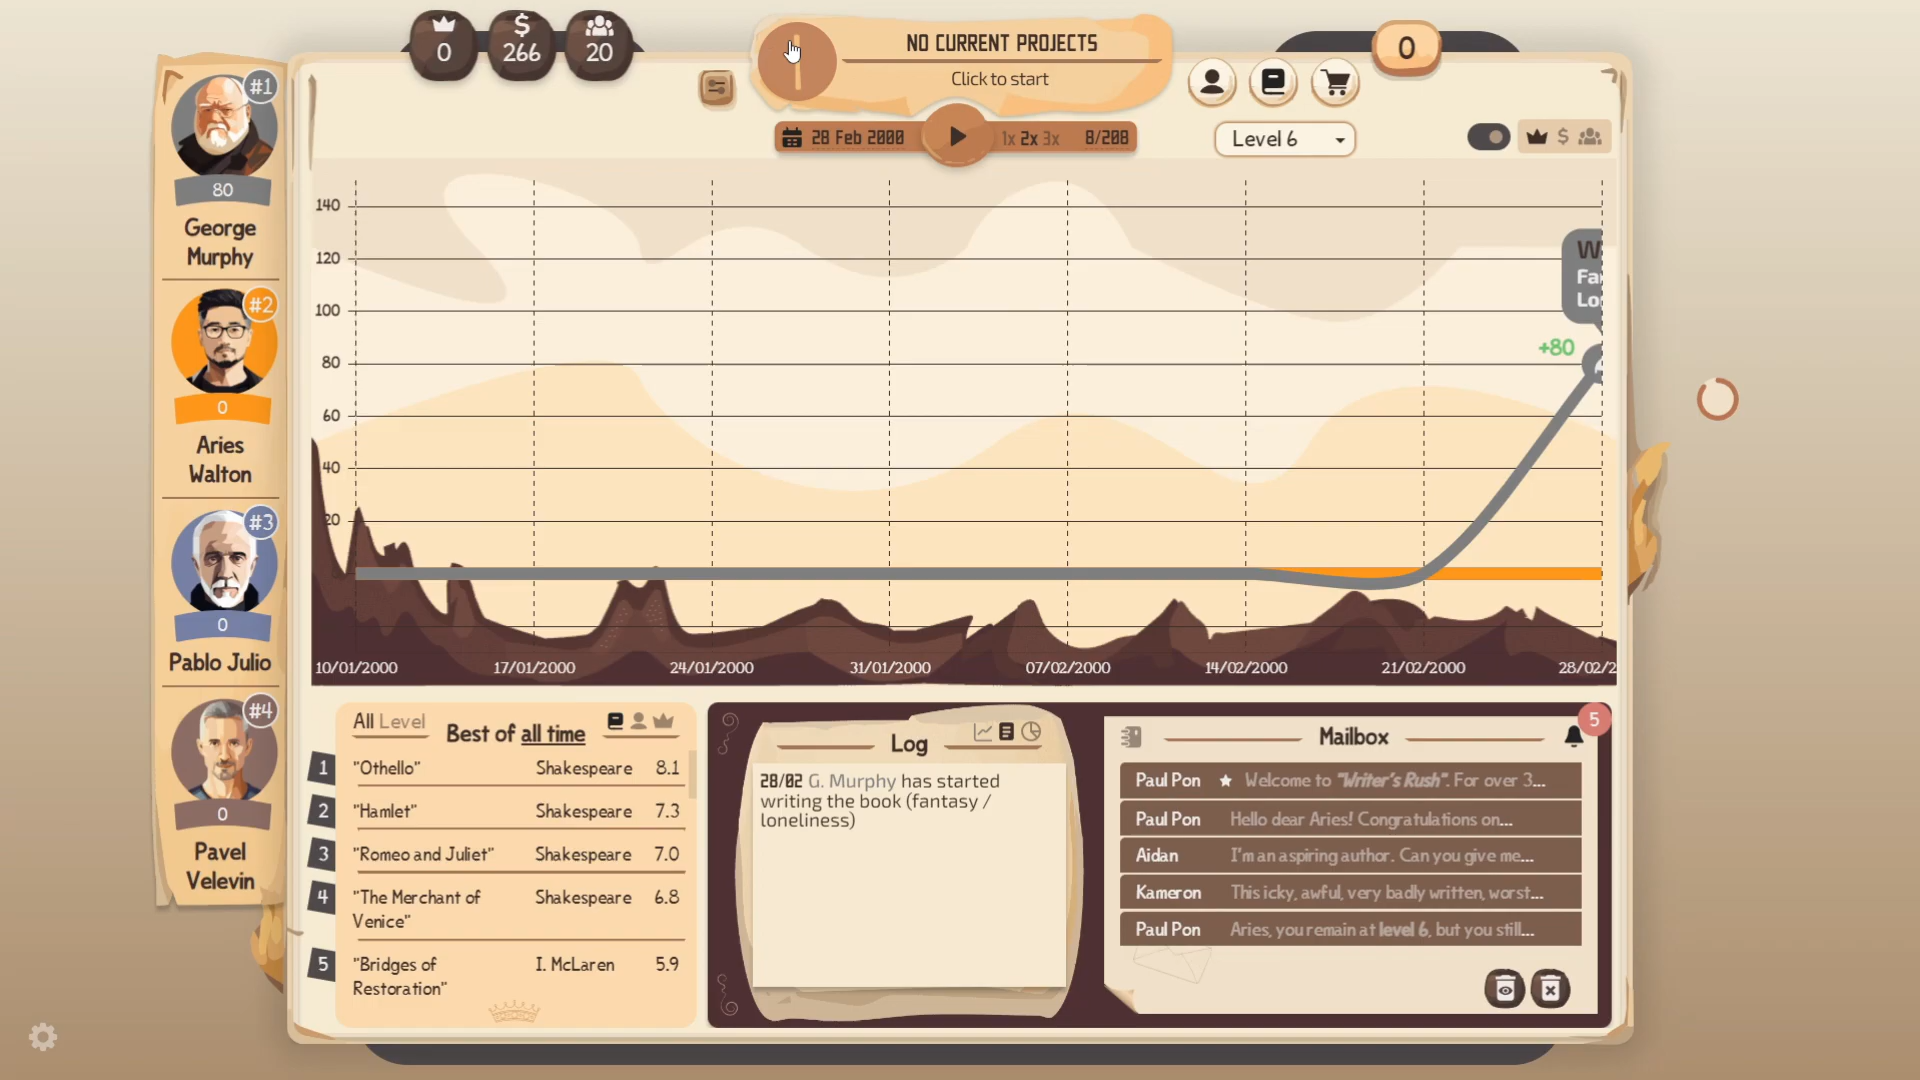 0
$
266
20
NO CURRENT PROJECTS
Click to start
0
28 Feb 2000
1x 2x 3x
8/208
Level 6
$
#1
80
George
Murphy
#2
0
Aries
Walton
#3
0
Pablo Julio
#4
0
Pavel
Velevin
140
120
100
80
60
40
20
W
Fa
Lo
+80
10/01/2000
17/01/2000
24/01/2000
31/01/2000
07/02/2000
14/02/2000
21/02/2000
28/02/2
All Level
Best of all time
1 "Othello" Shakespeare 8.1
2 "Hamlet" Shakespeare 7.3
3 "Romeo and Juliet" Shakespeare 7.0
4 "The Merchant of Shakespeare 6.8
Venice"
5 "Bridges of I. McLaren 5.9
Restoration"
Log
28/02 G. Murphy has started
writing the book (fantasy /
loneliness)
Mailbox
5
Paul Pon ★ Welcome to "Writer's Rush". For over 3...
Paul Pon Hello dear Aries! Congratulations on...
Aidan I'm an aspiring author. Can you give me...
Kameron This icky, awful, very badly written, worst...
Paul Pon Aries, you remain at level 6, but you still...